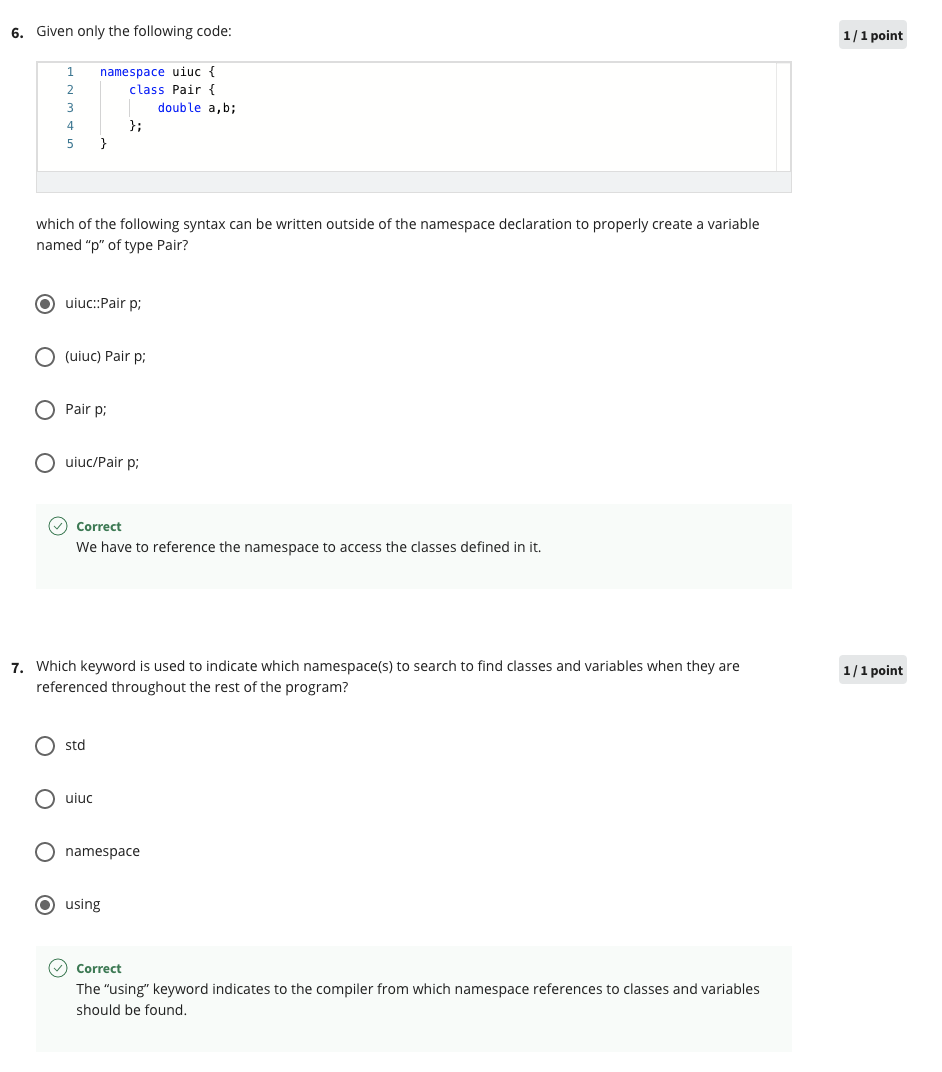 6. Given only the following code:
1 / 1 point
1 namespace uiuc {
2 class Pair {
3 double a,b;
4 };
5 }
which of the following syntax can be written outside of the namespace declaration to properly create a variable
named “p” of type Pair?
uiuc::Pair p;
(uiuc) Pair p;
Pair p;
uiuc/Pair p;
Correct
We have to reference the namespace to access the classes defined in it.
7. Which keyword is used to indicate which namespace(s) to search to find classes and variables when they are
1 / 1 point
referenced throughout the rest of the program?
std
uiuc
namespace
using
Correct
The “using” keyword indicates to the compiler from which namespace references to classes and variables
should be found.